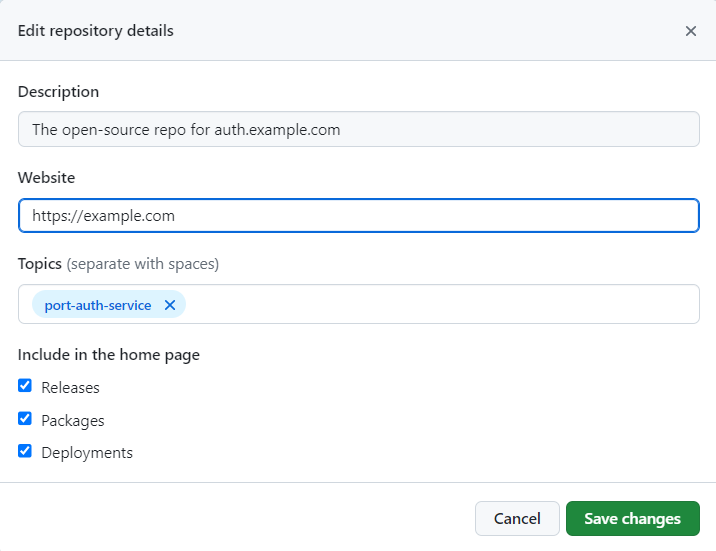 Edit repository details
Description
The open-source repo for auth.example.com
Website
https://example.com
Topics (separate with spaces)
port-auth-service
Include in the home page
Releases
Packages
Deployments
Cancel Save changes